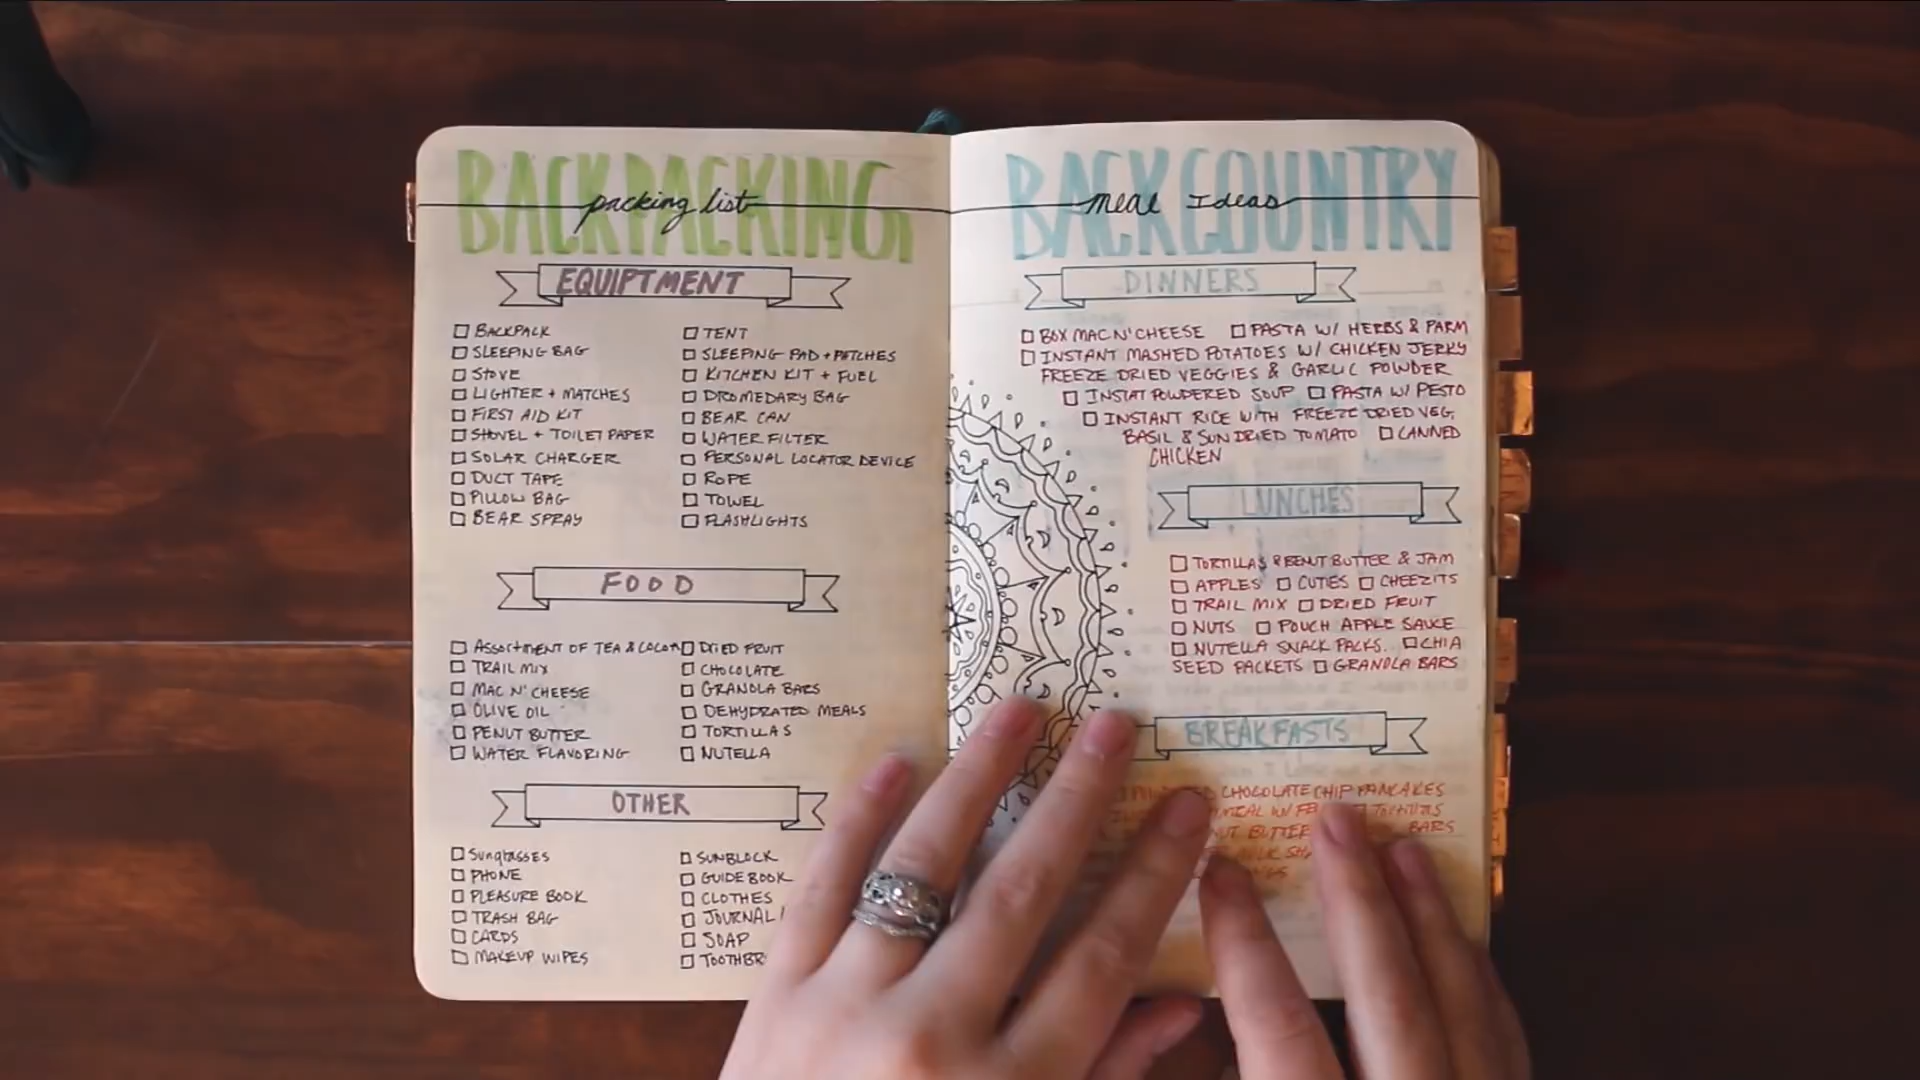 BACKPACKING
packing list
EQUIPTMENT
BACKPACK
SLEEPING BAG
STOVE
LIGHTER + MATCHES
FIRST AID KIT
SHOVEL + TOILET PAPER
SOLAR CHARGER
DUCT TAPE
PILLOW BAG
BEAR SPRAY
TENT
SLEEPING PAD + PATCHES
KITCHEN KIT + FUEL
DROMEDARY BAG
BEAR CAN
WATER FILTER
PERSONAL LOCATOR DEVICE
ROPE
TOWEL
FLASHLIGHTS
FOOD
ASSORTMENT OF TEA & COCOA
TRAIL MIX
MAC N' CHEESE
OLIVE OIL
PENUT BUTTER
WATER FLAVORING
DRIED FRUIT
CHOCOLATE
GRANOLA BARS
DEHYDRATED MEALS
TORTILLAS
NUTELLA
OTHER
Sunglasses
PHONE
PLEASURE BOOK
TRASH BAG
CARDS
MAKEUP WIPES
SUNBLOCK
GUIDE BOOK
CLOTHES
JOURNAL
SOAP
TOOTHBR
BACKCOUNTRY
meal Ideas
DINNERS
BOX MAC N' CHEESE PASTA W/ HERBS & PARM
INSTANT MASHED POTATOES W/ CHICKEN JERKY
FREEZE DRIED VEGGIES & GARLIC POWDER
INSTAT POWDERED SOUP PASTA W/ PESTO
INSTANT RICE WITH FREEZE DRIED VEG,
BASIL & SUN DRIED TOMATO CANNED
CHICKEN
LUNCHES
TORTILLAS & PENUT BUTTER & JAM
APPLES CUTIES CHEEZITS
TRAIL MIX DRIED FRUIT
NUTS POUCH APPLE SAUCE
NUTELLA SNACK PACKS. CHIA
SEED PACKETS GRANOLA BARS
BREAKFASTS
CHOCOLATE CHIP PANCAKES
W/ TORTILLAS
BUTTER BARS
MILK